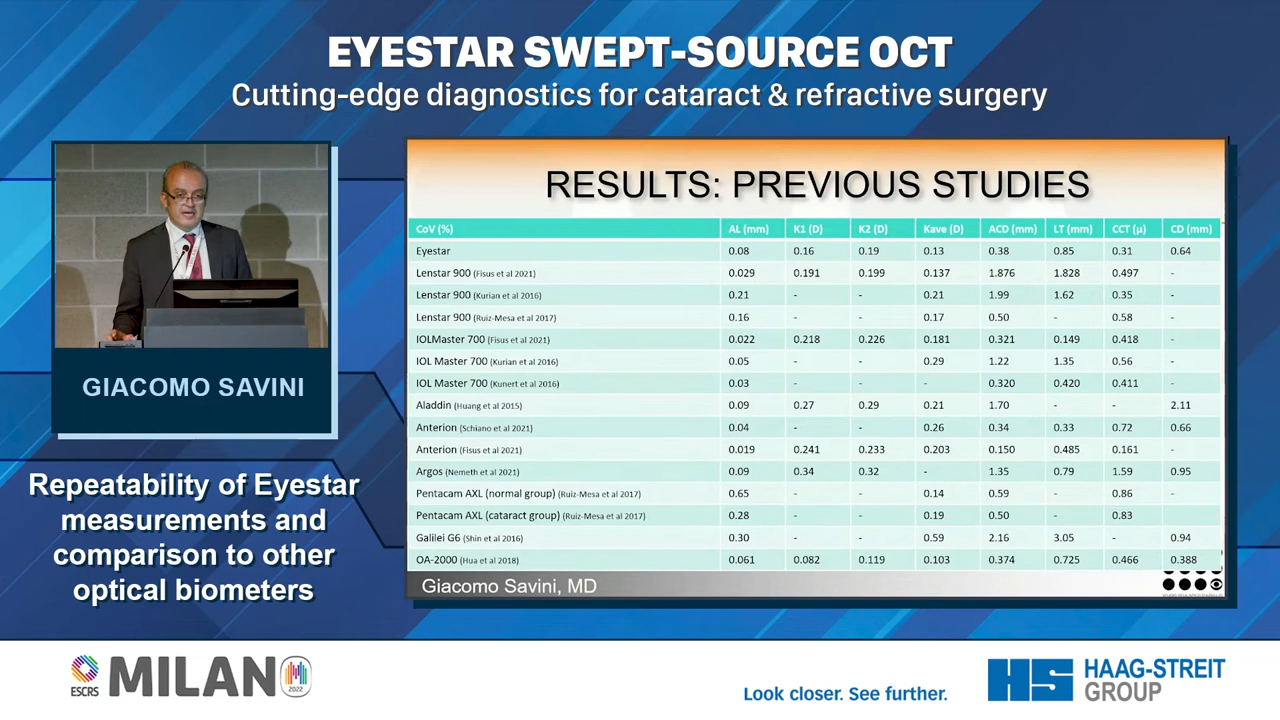 EYESTAR SWEPT-SOURCE OCT
Cutting-edge diagnostics for cataract & refractive surgery
GIACOMO SAVINI
Repeatability of Eyestar
measurements and
comparison to other
optical biometers
RESULTS: PREVIOUS STUDIES
CoV (%) AL (mm) K1 (D) K2 (D) Kave (D) ACD (mm) LT (mm) CCT (µ) CD (mm)
Eyestar 0.08 0.16 0.19 0.13 0.38 0.85 0.31 0.64
Lenstar 900 (Fisus et al 2021) 0.029 0.191 0.199 0.137 1.876 1.828 0.497 -
Lenstar 900 (Kurian et al 2016) 0.21 - - 0.21 1.99 1.62 0.35 -
Lenstar 900 (Ruiz-Mesa et al 2017) 0.16 - - 0.17 0.50 - 0.58 -
IOLMaster 700 (Fisus et al 2021) 0.022 0.218 0.226 0.181 0.321 0.149 0.418 -
IOL Master 700 (Kurian et al 2016) 0.05 - - 0.29 1.22 1.35 0.56 -
IOL Master 700 (Kunert et al 2016) 0.03 - - - 0.320 0.420 0.411 -
Aladdin (Huang et al 2015) 0.09 0.27 0.29 0.21 1.70 - - 2.11
Anterion (Schiano et al 2021) 0.04 - - 0.26 0.34 0.33 0.72 0.66
Anterion (Fisus et al 2021) 0.019 0.241 0.233 0.203 0.150 0.485 0.161 -
Argos (Nemeth et al 2021) 0.09 0.34 0.32 - 1.35 0.79 1.59 0.95
Pentacam AXL (normal group) (Ruiz-Mesa et al 2017) 0.65 - - 0.14 0.59 - 0.86 -
Pentacam AXL (cataract group) (Ruiz-Mesa et al 2017) 0.28 - - 0.19 0.50 - 0.83
Galilei G6 (Shin et al 2016) 0.30 - - 0.59 2.16 3.05 - 0.94
OA-2000 (Hua et al 2018) 0.061 0.082 0.119 0.103 0.374 0.725 0.466 0.388
Giacomo Savini, MD
ESCRS MILANO 2022
Look closer. See further.
HS HAAG-STREIT
GROUP